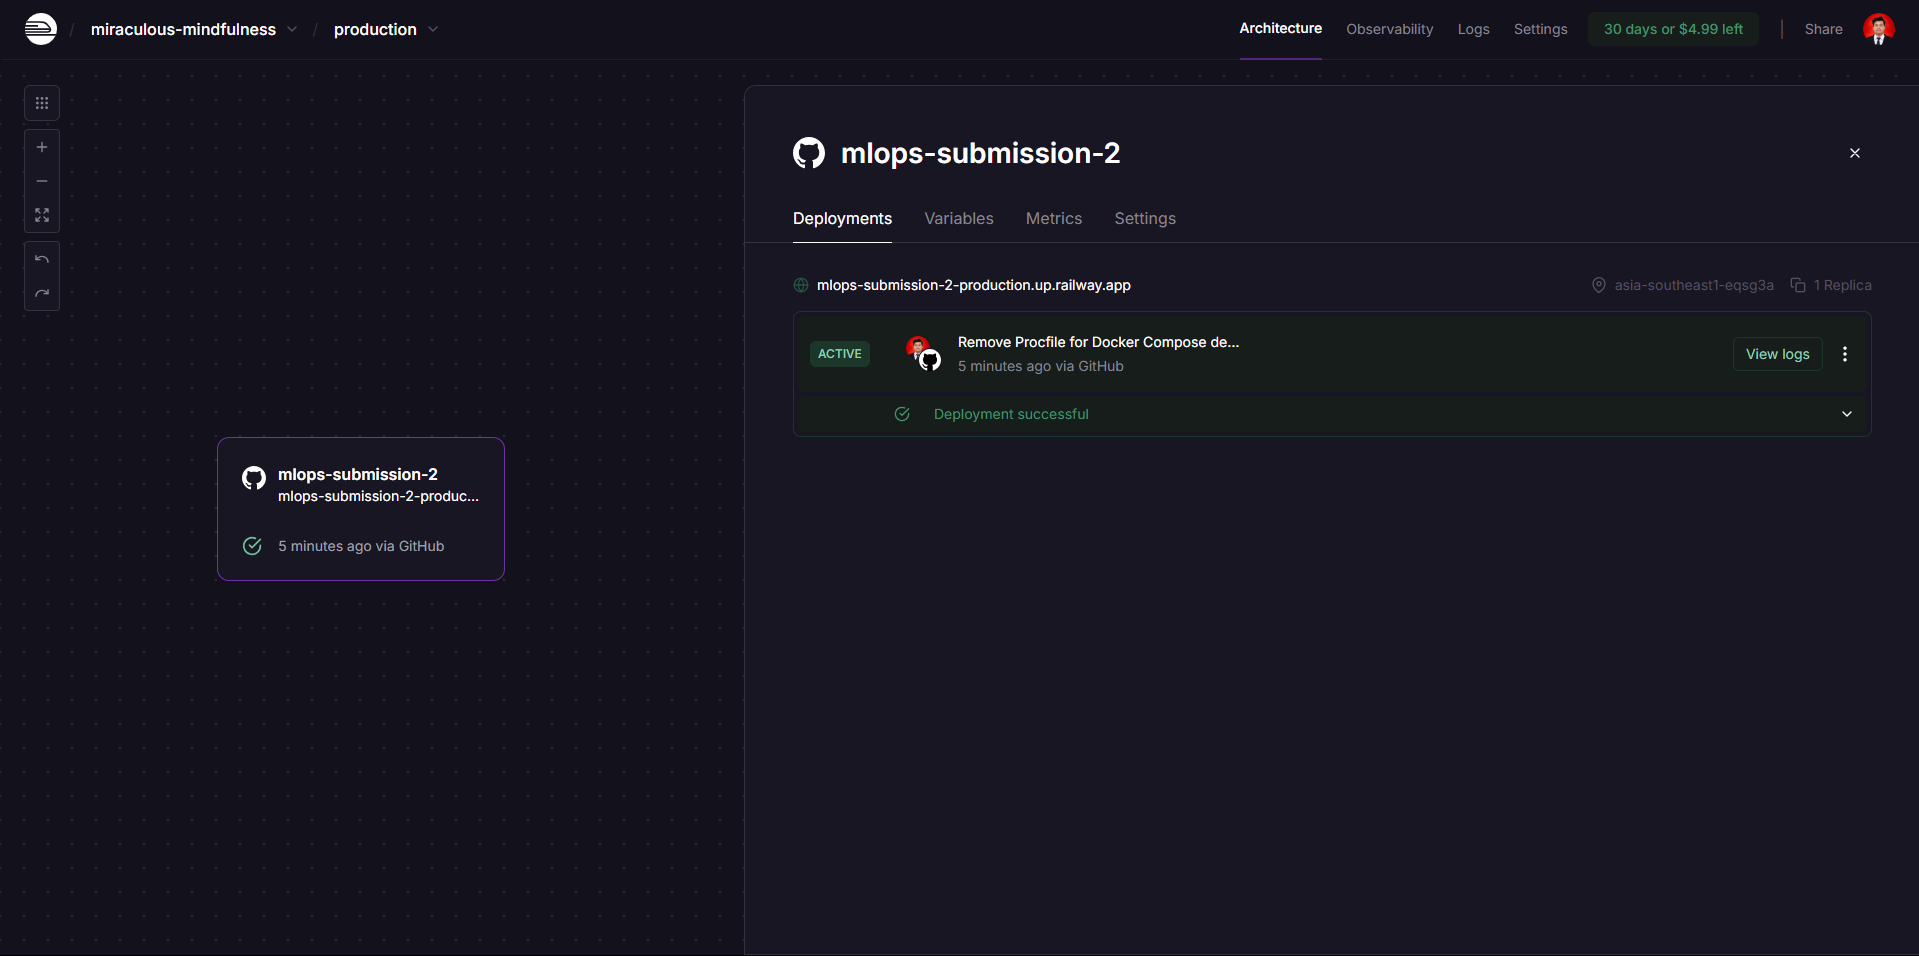 / miraculous-mindfulness / production
Architecture Observability Logs Settings 30 days or $4.99 left | Share
mlops-submission-2
mlops-submission-2-produc...
5 minutes ago via GitHub
mlops-submission-2
Deployments Variables Metrics Settings
mlops-submission-2-production.up.railway.app asia-southeast1-eqsg3a 1 Replica
ACTIVE Remove Procfile for Docker Compose de... View logs
5 minutes ago via GitHub
Deployment successful